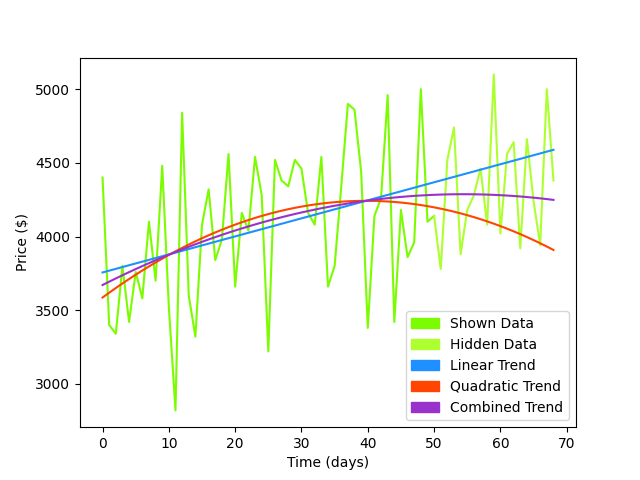 5000
4500
4000
3500
3000
Price ($)
0 10 20 30 40 50 60 70
Time (days)
Shown Data
Hidden Data
Linear Trend
Quadratic Trend
Combined Trend